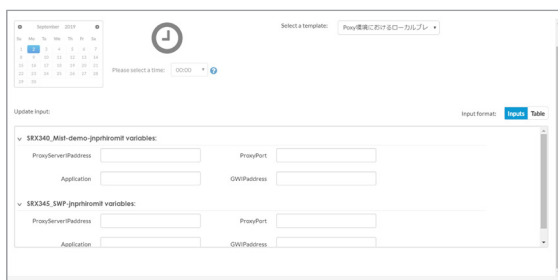 September 2019
Su Mo Tu We Th Fr Sa
1 2 3 4 5 6 7
8 9 10 11 12 13 14
15 16 17 18 19 20 21
22 23 24 25 26 27 28
29 30
Select a template:
Poxy環境におけるローカルブレ
Please select a time:
00:00
Update input:
Input format:
Inputs
Table
SRX340_Mist-demo-jnprhiromit variables:
ProxyServerIPaddress
ProxyPort
Application
GWIPaddress
SRX345_SWP-jnprhiromit variables:
ProxyServerIPaddress
ProxyPort
Application
GWIPaddress